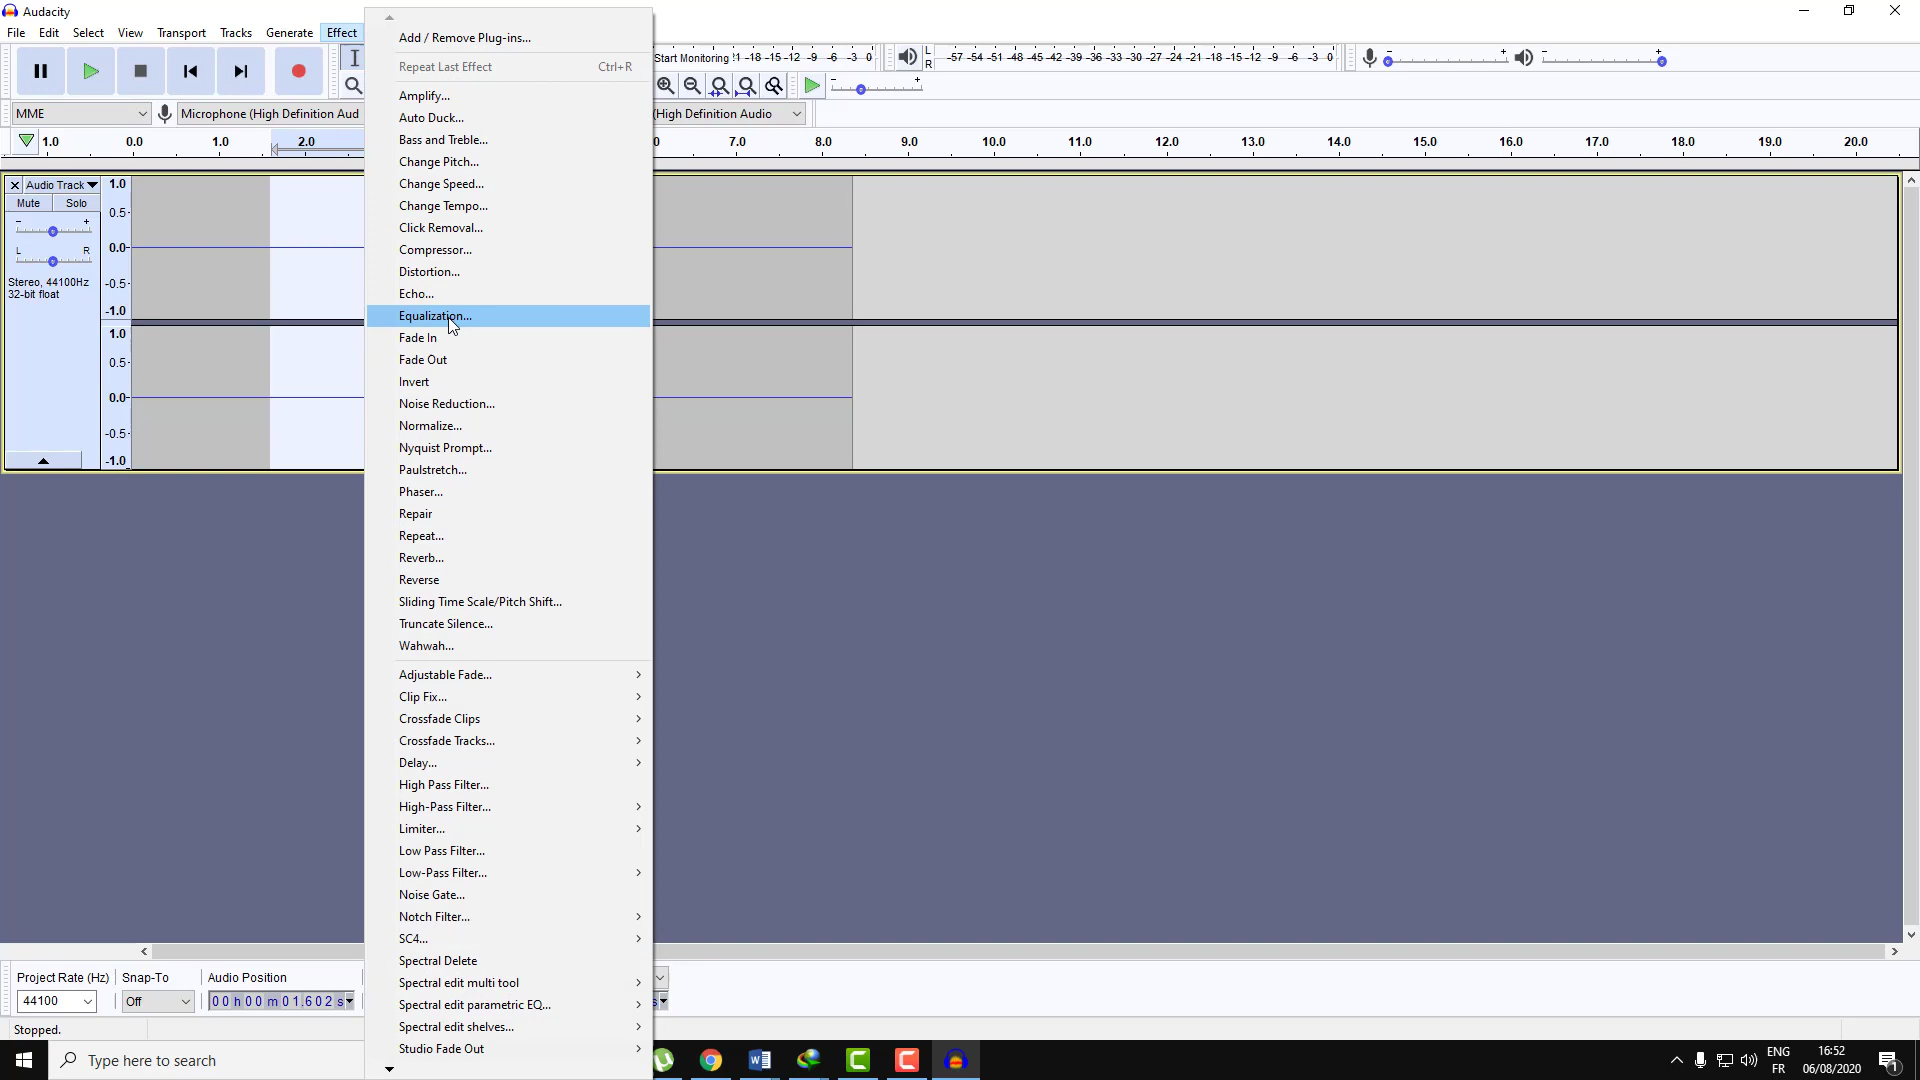 Audacity
File Edit Select View Transport Tracks Generate Effect
Add / Remove Plug-ins...
Repeat Last Effect Ctrl+R
Amplify...
Auto Duck...
Bass and Treble...
Change Pitch...
Change Speed...
Change Tempo...
Click Removal...
Compressor...
Distortion...
Echo...
Equalization...
Fade In
Fade Out
Invert
Noise Reduction...
Normalize...
Nyquist Prompt...
Paulstretch...
Phaser...
Repair
Repeat...
Reverb...
Reverse
Sliding Time Scale/Pitch Shift...
Truncate Silence...
Wahwah...
Adjustable Fade...
Clip Fix...
Crossfade Clips
Crossfade Tracks...
Delay...
High Pass Filter...
High-Pass Filter...
Limiter...
Low Pass Filter...
Low-Pass Filter...
Noise Gate...
Notch Filter...
SC4...
Spectral Delete
Spectral edit multi tool
Spectral edit parametric EQ...
Spectral edit shelves...
Studio Fade Out
Start Monitoring !1 -18 -15 -12 -9 -6 -3 0
L
R
-57 -54 -51 -48 -45 -42 -39 -36 -33 -30 -27 -24 -21 -18 -15 -12 -9 -6 -3 0
MME Microphone (High Definition Aud (High Definition Audio
1.0 0.0 1.0 2.0 0 7.0 8.0 9.0 10.0 11.0 12.0 13.0 14.0 15.0 16.0 17.0 18.0 19.0 20.0
Audio Track
Mute Solo
- +
L R
Stereo, 44100Hz
32-bit float
1.0
0.5
0.0
-0.5
-1.0
1.0
0.5
0.0
-0.5
-1.0
Project Rate (Hz) Snap-To Audio Position
44100 Off 00 h 00 m 01.602 s
Stopped.
Type here to search
ENG
FR
16:52
06/08/2020
1